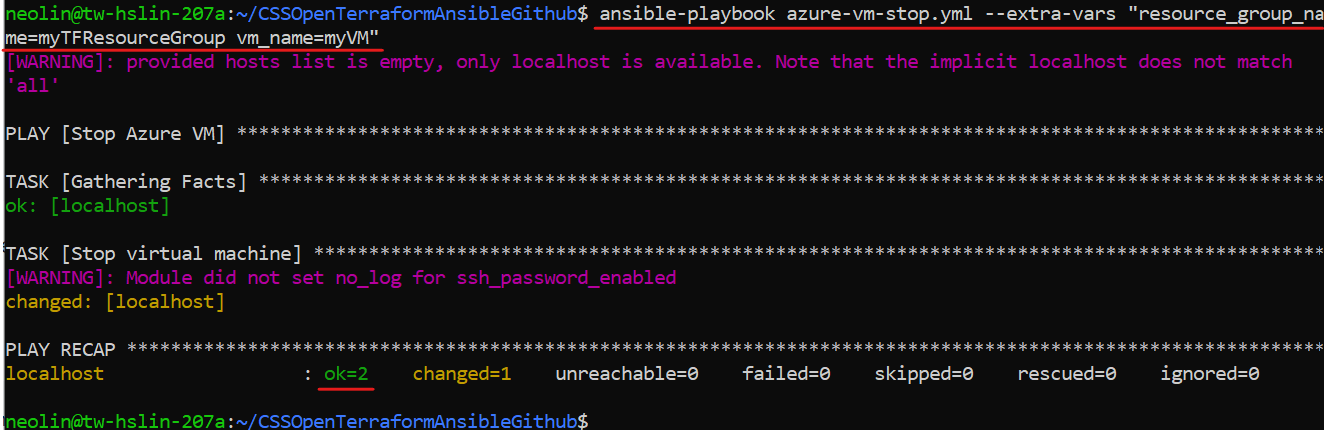 neolin@tw-hslin-207a:~/CSSOpenTerraformAnsibleGithub$ ansible-playbook azure-vm-stop.yml --extra-vars "resource_group_na
me=myTFResourceGroup vm_name=myVM"
[WARNING]: provided hosts list is empty, only localhost is available. Note that the implicit localhost does not match
'all'
PLAY [Stop Azure VM] ***************************************************************************************************
TASK [Gathering Facts] *************************************************************************************************
ok: [localhost]
TASK [Stop virtual machine] ********************************************************************************************
[WARNING]: Module did not set no_log for ssh_password_enabled
changed: [localhost]
PLAY RECAP *************************************************************************************************************
localhost                  : ok=2    changed=1    unreachable=0    failed=0    skipped=0    rescued=0    ignored=0
neolin@tw-hslin-207a:~/CSSOpenTerraformAnsibleGithub$